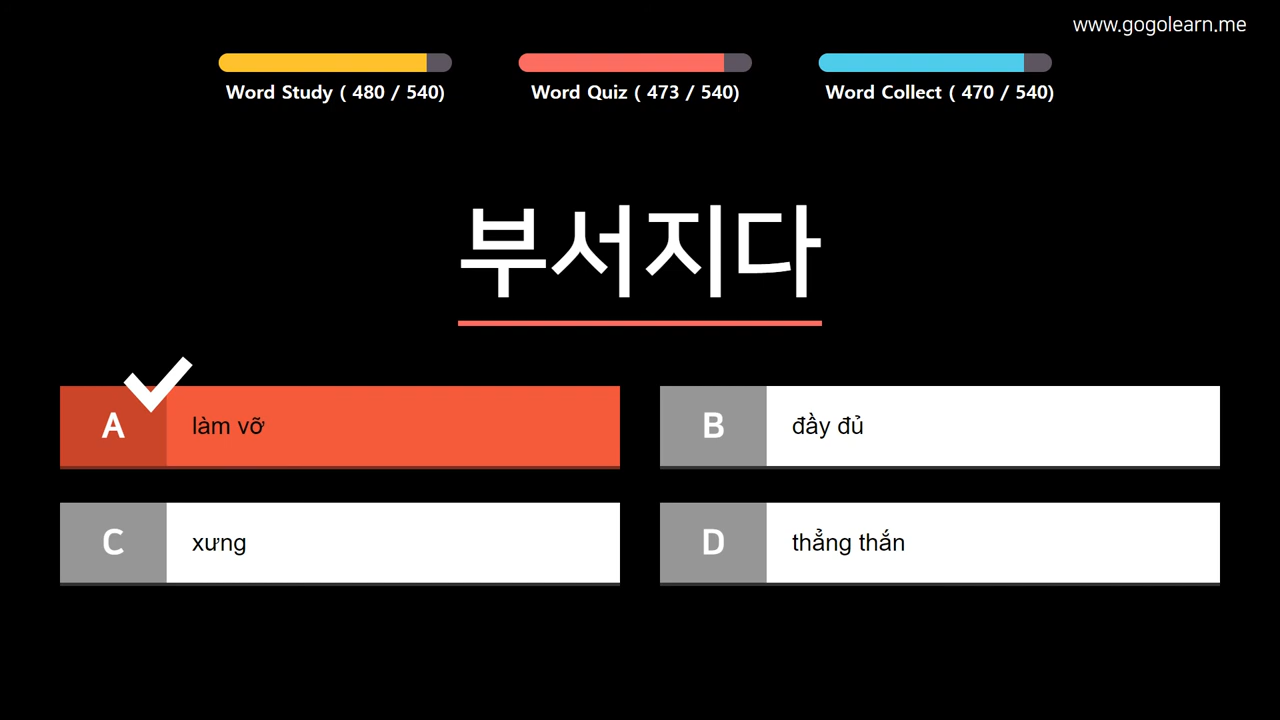 www.gogolearn.me
Word Study ( 480 / 540)
Word Quiz ( 473 / 540)
Word Collect ( 470 / 540)
부서지다
A làm vỡ
B đầy đủ
C xưng
D thẳng thắn